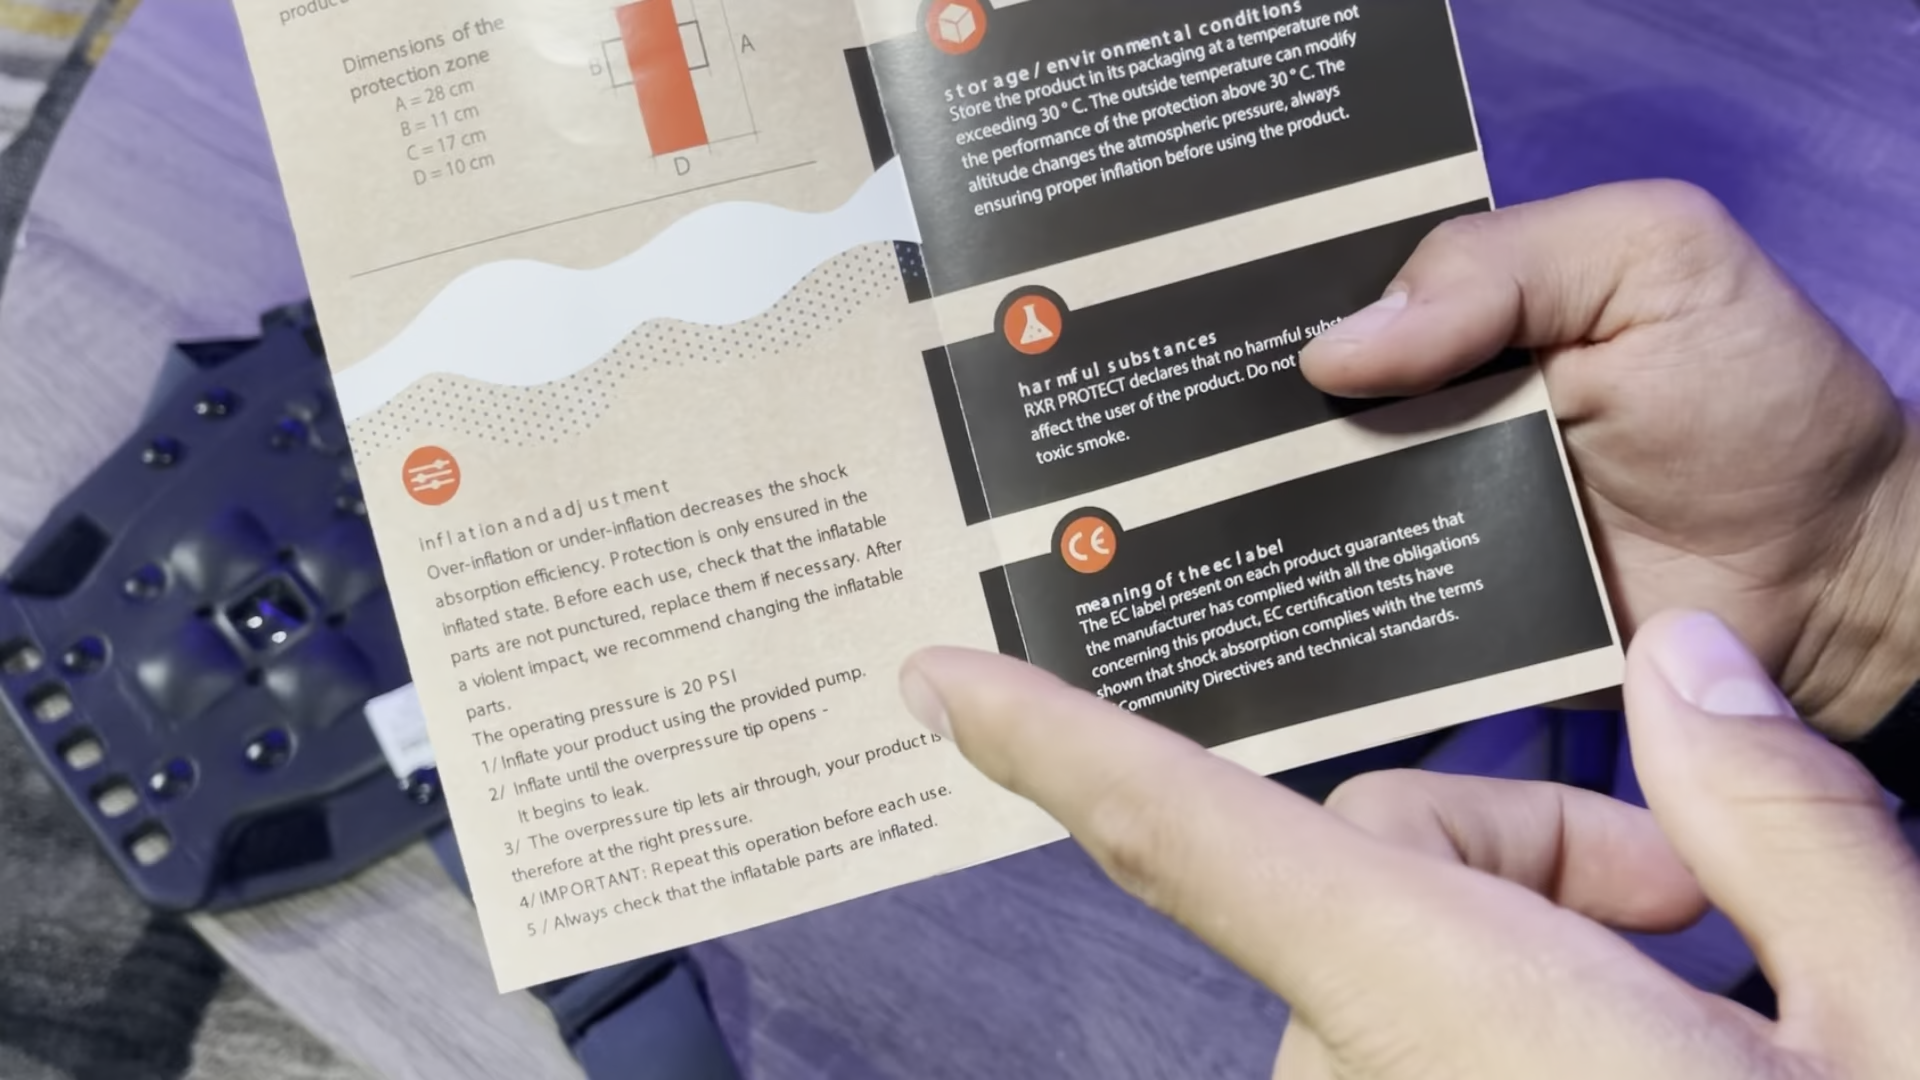 produc
Dimensions of the
protection zone
A = 28 cm
B = 11 cm
C = 17 cm
D = 10 cm
B
A
D
inflation and adjustment
Over-inflation or under-inflation decreases the shock
absorption efficiency. Protection is only ensured in the
inflated state. Before each use, check that the inflatable
parts are not punctured, replace them if necessary. After
a violent impact, we recommend changing the inflatable
parts.
The operating pressure is 20 PSI
1/ Inflate your product using the provided pump.
2/ Inflate until the overpressure tip opens -
It begins to leak.
3/ The overpressure tip lets air through, your product is
therefore at the right pressure.
4/ IMPORTANT: Repeat this operation before each use.
5 / Always check that the inflatable parts are inflated.
storage / environmental conditions
Store the product in its packaging at a temperature not
exceeding 30 ° C. The outside temperature can modify
the performance of the protection above 30 ° C. The
altitude changes the atmospheric pressure, always
ensuring proper inflation before using the product.
harmful substances
RXR PROTECT declares that no harmful
affect the user of the product. Do not
toxic smoke.
CE
meaning of the ec label
The EC label present on each product guarantees that
the manufacturer has complied with all the obligations
concerning this product, EC certification tests have
shown that shock absorption complies with the terms
Community Directives and technical standards.